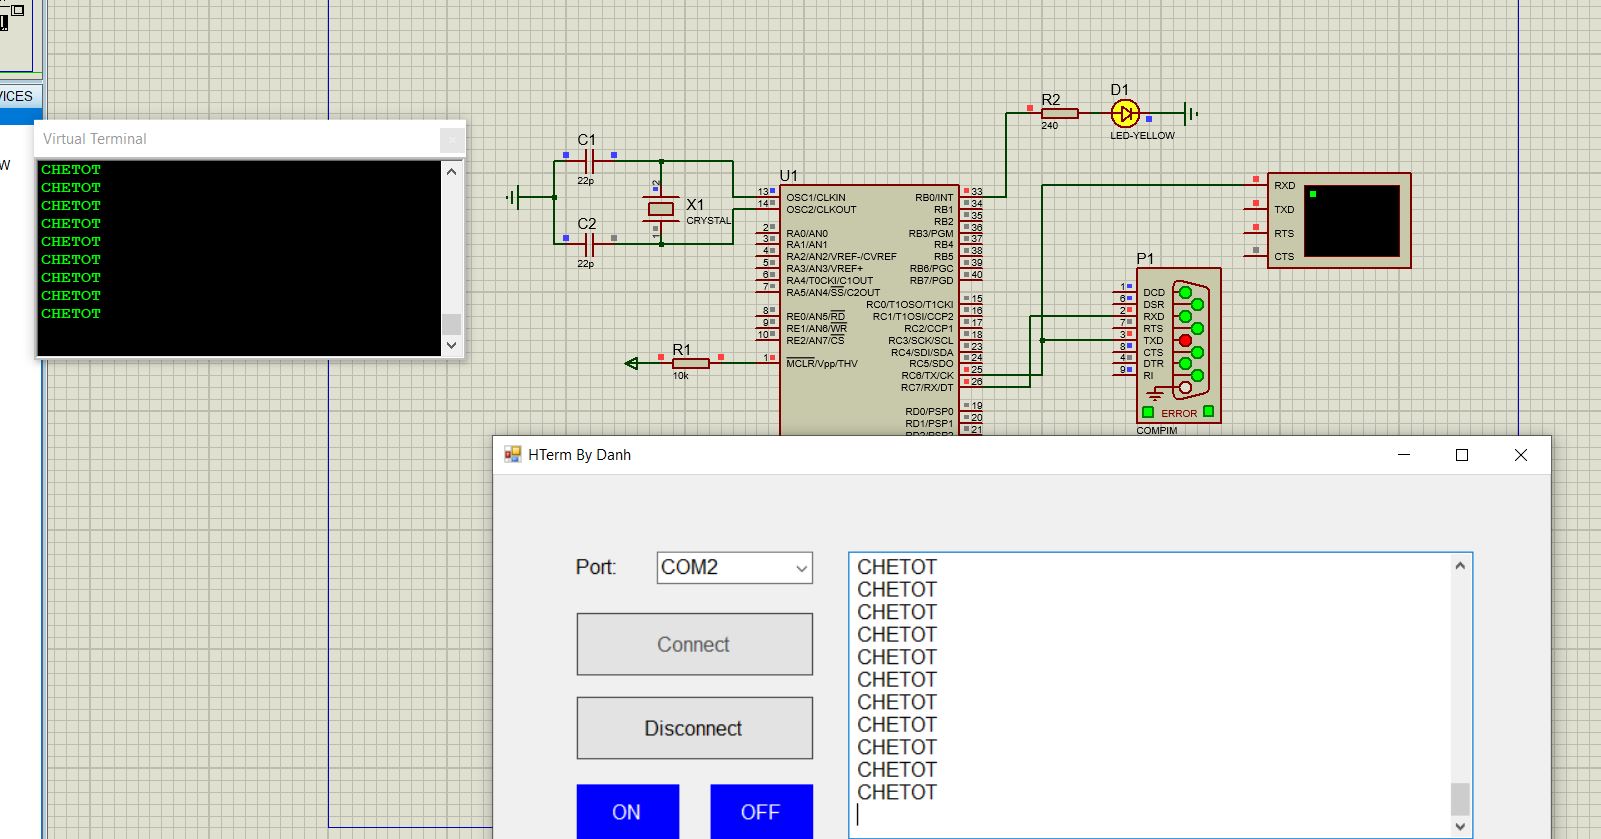 VICES
W
Virtual Terminal
CHETOT
CHETOT
CHETOT
CHETOT
CHETOT
CHETOT
CHETOT
CHETOT
CHETOT
C1
22p
C2
22p
X1
CRYSTAL
2
1
R1
10k
R2
240
D1
LED-YELLOW
U1
13 OSC1/CLKIN
14 OSC2/CLKOUT
2 RA0/AN0
3 RA1/AN1
4 RA2/AN2/VREF-/CVREF
5 RA3/AN3/VREF+
6 RA4/T0CKI/C1OUT
7 RA5/AN4/SS/C2OUT
8 RE0/AN5/RD
9 RE1/AN6/WR
10 RE2/AN7/CS
1 MCLR/Vpp/THV
RB0/INT 33
RB1 34
RB2 35
RB3/PGM 36
RB4 37
RB5 38
RB6/PGC 39
RB7/PGD 40
RC0/T1OSO/T1CKI 15
RC1/T1OSI/CCP2 16
RC2/CCP1 17
RC3/SCK/SCL 18
RC4/SDI/SDA 23
RC5/SDO 24
RC6/TX/CK 25
RC7/RX/DT 26
RD0/PSP0 19
RD1/PSP1 20
RD2/PSP2 21
RXD
TXD
RTS
CTS
P1
1 DCD
6 DSR
2 RXD
7 RTS
3 TXD
8 CTS
4 DTR
9 RI
ERROR
COMPIM
HTerm By Danh
Port: COM2
Connect
Disconnect
ON OFF
CHETOT
CHETOT
CHETOT
CHETOT
CHETOT
CHETOT
CHETOT
CHETOT
CHETOT
CHETOT
CHETOT